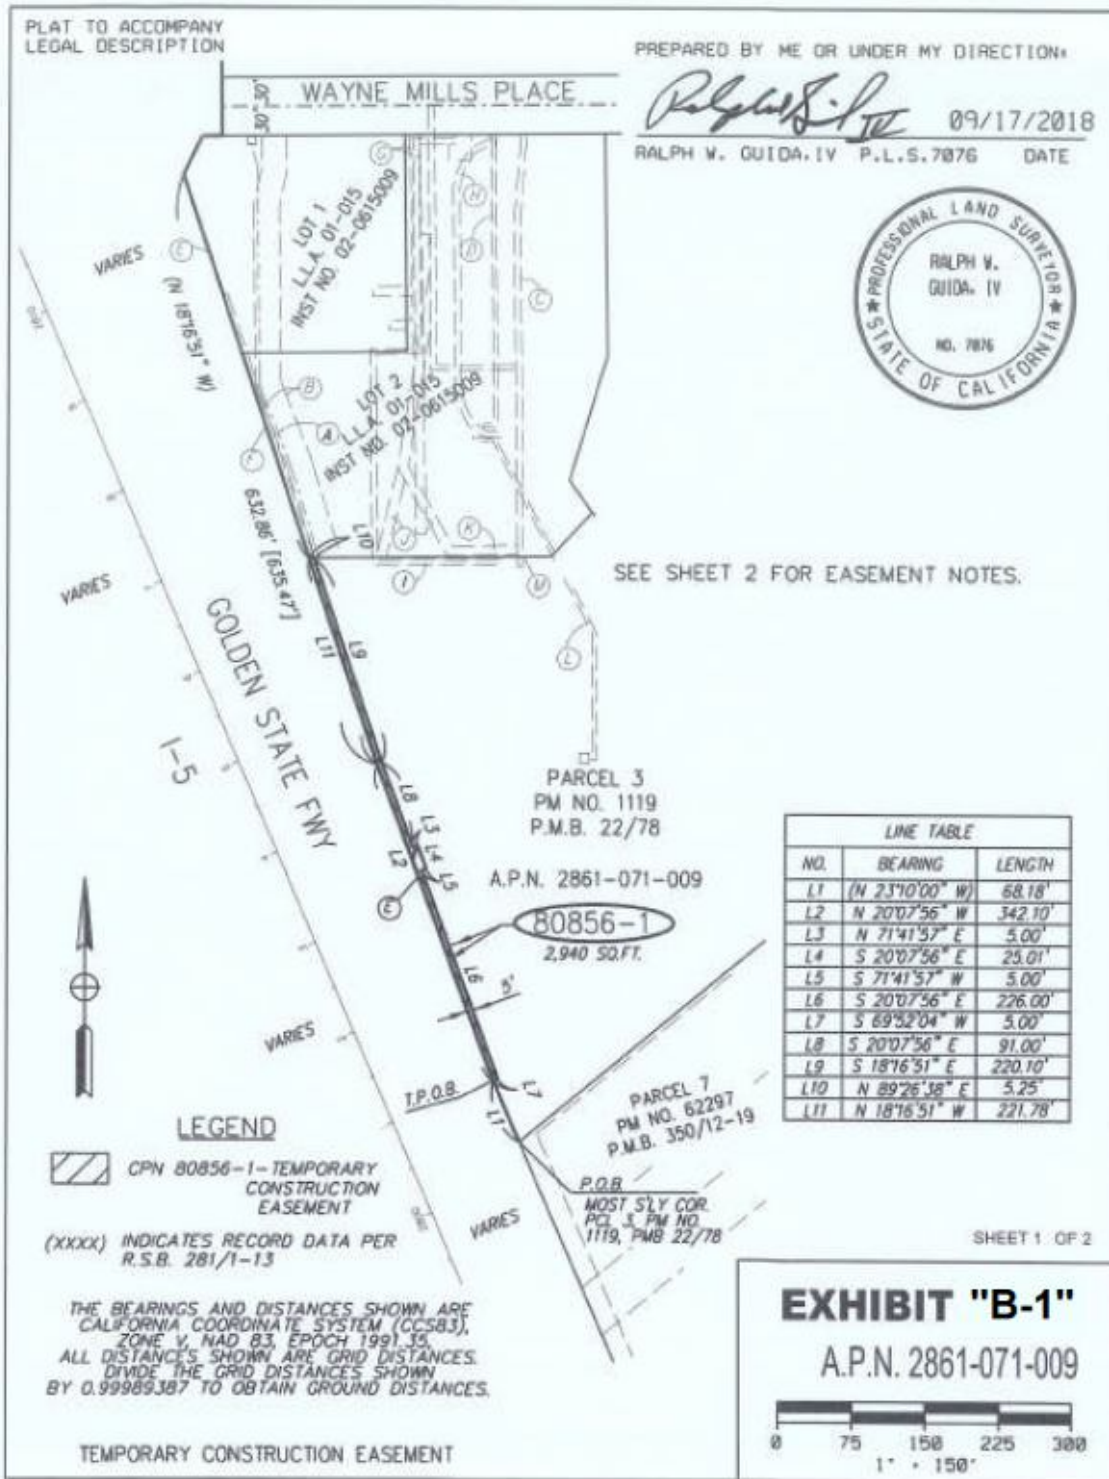 PLAT TO ACCOMPANY
LEGAL DESCRIPTION
PREPARED BY ME OR UNDER MY DIRECTION:
09/17/2018
RALPH W. GUIDA.IV P.L.S.7076 DATE
PROFESSIONAL LAND SURVEYOR
RALPH W.
GUIDA. IV
NO. 7076
STATE OF CALIFORNIA
WAYNE MILLS PLACE
30' 30'
LOT 1
L.L.A. 01-015
INST NO. 02-0615009
LOT 2
L.L.A. 01-015
INST NO. 02-0615009
VARIES
(N 18°16'51" W)
G
H
C
B
A
J
K
I
L10
632.86' [635.47']
VARIES
SEE SHEET 2 FOR EASEMENT NOTES.
GOLDEN STATE FWY
I-5
L11
L9
L
L8
L3
L4
L2
L5
E
PARCEL 3
PM NO. 1119
P.M.B. 22/78
A.P.N. 2861-071-009
80856-1
2,940 SQ.FT.
L6
5'
VARIES
T.P.O.B.
L7
L1
PARCEL 7
PM NO. 62297
P.M.B. 350/12-19
P.O.B.
MOST S'LY COR.
PCL 3, PM NO.
1119, PMB 22/78
VARIES
LINE TABLE
NO. BEARING LENGTH
L1 (N 23°10'00" W) 68.18'
L2 N 20°07'56" W 342.10'
L3 N 71°41'57" E 5.00'
L4 S 20°07'56" E 25.01'
L5 S 71°41'57" W 5.00'
L6 S 20°07'56" E 226.00'
L7 S 69°52'04" W 5.00'
L8 S 20°07'56" E 91.00'
L9 S 18°16'51" E 220.10'
L10 N 89°26'38" E 5.25'
L11 N 18°16'51" W 221.78'
LEGEND
CPN 80856-1-TEMPORARY
CONSTRUCTION
EASEMENT
(XXXX) INDICATES RECORD DATA PER
R.S.B. 281/1-13
THE BEARINGS AND DISTANCES SHOWN ARE
CALIFORNIA COORDINATE SYSTEM (CCS83),
ZONE V, NAD 83, EPOCH 1991.35.
ALL DISTANCES SHOWN ARE GRID DISTANCES.
DIVIDE THE GRID DISTANCES SHOWN
BY 0.99989387 TO OBTAIN GROUND DISTANCES.
TEMPORARY CONSTRUCTION EASEMENT
SHEET 1 OF 2
EXHIBIT "B-1"
A.P.N. 2861-071-009
0 75 150 225 300
1" = 150'